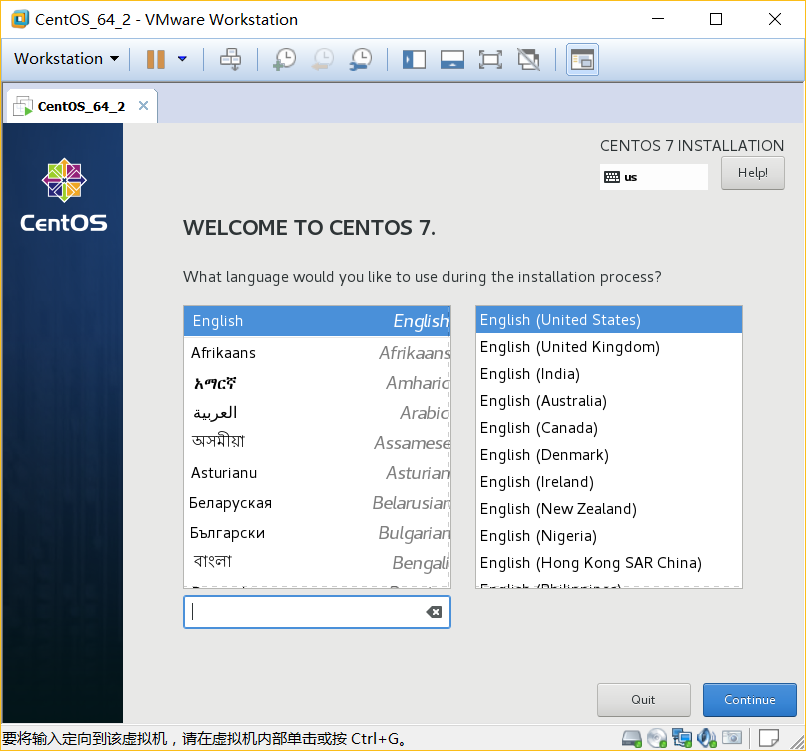 CentOS_64_2 - VMware Workstation
Workstation
CentOS_64_2
CentOS
CENTOS 7 INSTALLATION
us
Help!
WELCOME TO CENTOS 7.
What language would you like to use during the installation process?
English English
Afrikaans Afrikaans
አማርኛ Amharic
العربية Arabic
অসমীয়া Assamese
Asturianu Asturian
Беларуская Belarusian
Български Bulgarian
বাংলা Bengali
English (United States)
English (United Kingdom)
English (India)
English (Australia)
English (Canada)
English (Denmark)
English (Ireland)
English (New Zealand)
English (Nigeria)
English (Hong Kong SAR China)
English (Philippines)
Quit
Continue
要将输入定向到该虚拟机，请在虚拟机内部单击或按 Ctrl+G。